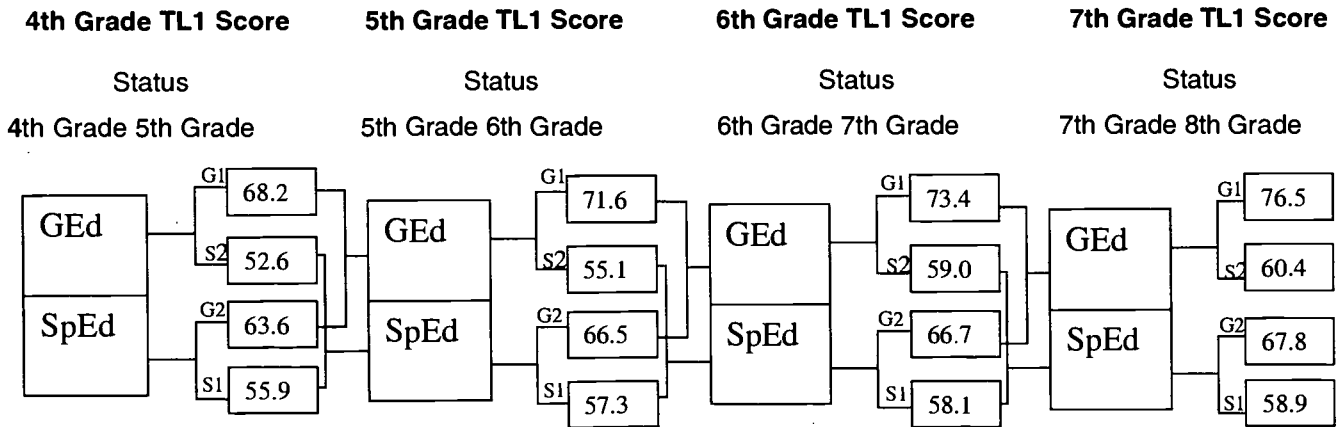 4th Grade TL1 Score 5th Grade TL1 Score 6th Grade TL1 Score 7th Grade TL1 Score
Status Status Status Status
4th Grade 5th Grade 5th Grade 6th Grade 6th Grade 7th Grade 7th Grade 8th Grade
G1 68.2 G1 71.6 G1 73.4 G1 76.5
GEd GEd GEd GEd
S2 52.6 S2 55.1 S2 59.0 S2 60.4
G2 63.6 G2 66.5 G2 66.7 G2 67.8
SpEd SpEd SpEd SpEd
S1 55.9 S1 57.3 S1 58.1 S1 58.9